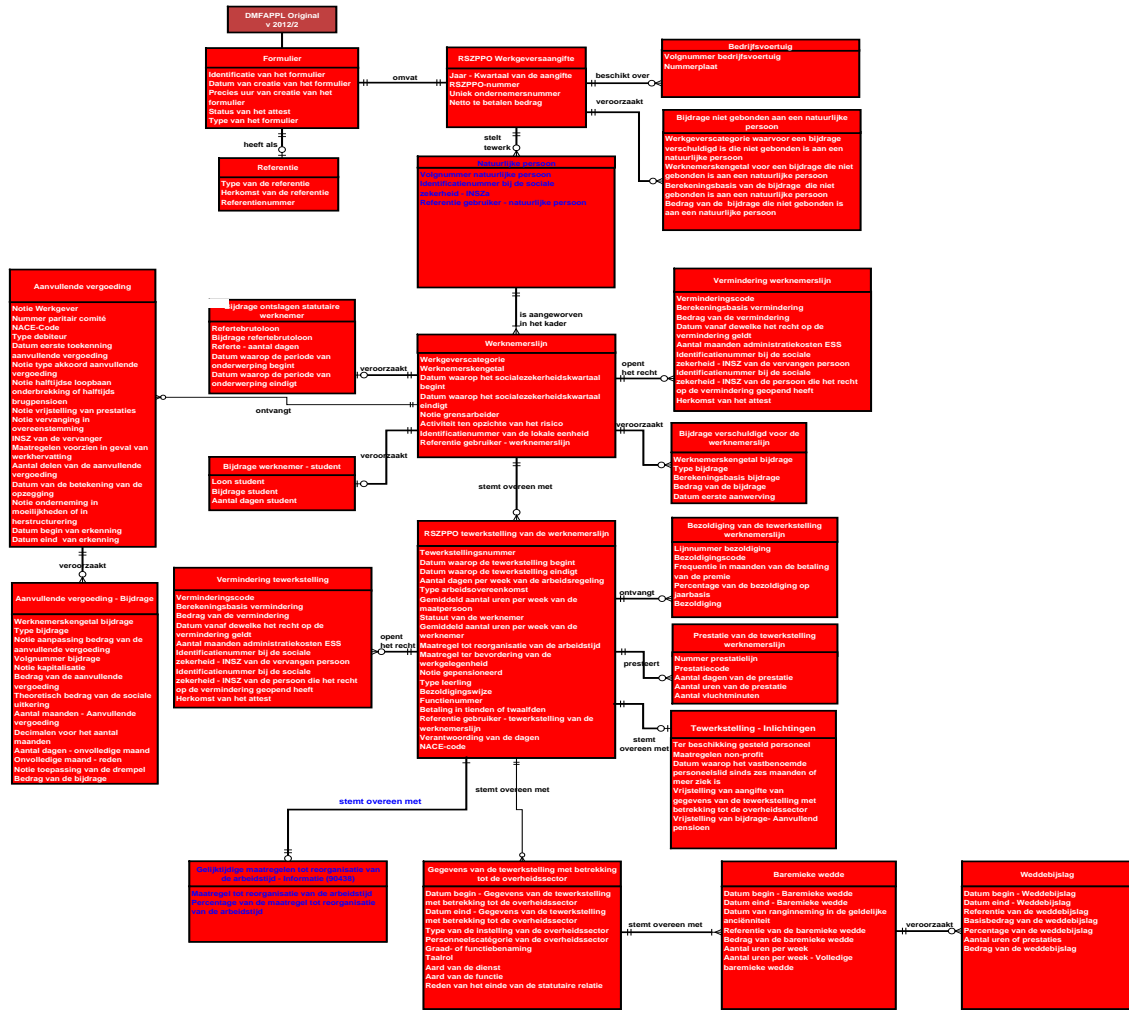 DMFAPPL Original
v 2012/2
Formulier
Identificatie van het formulier
Datum van creatie van het formulier
Precies uur van creatie van het
formulier
Status van het attest
Type van het formulier
omvat
RSZPPO Werkgeversaangifte
Jaar - Kwartaal van de aangifte
RSZPPO-nummer
Uniek ondernemersnummer
Netto te betalen bedrag
beschikt over
Bedrijfsvoertuig
Volgnummer bedrijfsvoertuig
Nummerplaat
veroorzaakt
Bijdrage niet gebonden aan een natuurlijke
persoon
Werkgeverscategorie waarvoor een bijdrage
verschuldigd is die niet gebonden is aan een
natuurlijke persoon
Werknemerskengetal voor een bijdrage die niet
gebonden is aan een natuurlijke persoon
Berekeningsbasis van de bijdrage die niet
gebonden is aan een natuurlijke persoon
Bedrag van de bijdrage die niet gebonden is
aan een natuurlijke persoon
heeft als
Referentie
Type van de referentie
Herkomst van de referentie
Referentienummer
stelt
tewerk
Natuurlijke persoon
Volgnummer natuurlijke persoon
Identificatienummer bij de sociale
zekerheid - INSZs
Referentie gebruiker - natuurlijke persoon
is aangeworven
in het kader
Aanvullende vergoeding
Notie Werkgever
Nummer paritair comité
NACE-Code
Type debiteur
Datum eerste toekenning
aanvullende vergoeding
Notie type akkoord aanvullende
vergoeding
Notie halftijdse loopbaan
onderbrekking of halftijds
brugpensioen
Notie vrijstelling van prestaties
Notie vervanging in
overeenstemming
INSZ van de vervanger
Maatregelen voorzien in geval van
werkhervatting
Aantal delen van de aanvullende
vergoeding
Datum van de betekening van de
opzegging
Notie onderneming in
moeilijkheden of in
herstructurering
Datum begin van erkenning
Datum eind van erkenning
Bijdrage ontslagen statutaire
werknemer
Refertebrutoloon
Bijdrage refertebrutoloon
Referte - aantal dagen
Datum waarop de periode van
onderwerping begint
Datum waarop de periode van
onderwerping eindigt
veroorzaakt
ontvangt
Werknemerslijn
Werkgeverscategorie
Werknemerskengetal
Datum waarop het socialezekerheidskwartaal
begint
Datum waarop het socialezekerheidskwartaal
eindigt
Notie grensarbeider
Activiteit ten opzichte van het risico
Identificatienummer van de lokale eenheid
Referentie gebruiker - werknemerslijn
opent
het recht
Vermindering werknemerslijn
Verminderingscode
Berekeningsbasis vermindering
Bedrag van de vermindering
Datum vanaf dewelke het recht op de
vermindering geldt
Aantal maanden administratiekosten ESS
Identificatienummer bij de sociale
zekerheid - INSZ van de vervangen persoon
Identificatienummer bij de sociale
zekerheid - INSZ van de persoon die het recht
op de vermindering geopend heeft
Herkomst van het attest
veroorzaakt
Bijdrage verschuldigd voor de
werknemerslijn
Werknemerskengetal bijdrage
Type bijdrage
Berekeningsbasis bijdrage
Bedrag van de bijdrage
Datum eerste aanwerving
veroorzaakt
Bijdrage werknemer - student
Loon student
Bijdrage student
Aantal dagen student
stemt overeen met
RSZPPO tewerkstelling van de werknemerslijn
Tewerkstellingsnummer
Datum waarop de tewerkstelling begint
Datum waarop de tewerkstelling eindigt
Aantal dagen per week van de arbeidsregeling
Type arbeidsovereenkomst
Gemiddeld aantal uren per week van de
maatpersoon
Statuut van de werknemer
Gemiddeld aantal uren per week van de
werknemer
Maatregel tot reorganisatie van de arbeidstijd
Maatregel ter bevordering van de
werkgelegenheid
Notie gepensioneerd
Type leerling
Bezoldigingswijze
Functienummer
Betaling in tienden of twaalfden
Referentie gebruiker - tewerkstelling van de
werknemerslijn
Verantwoording van de dagen
NACE-code
ontvangt
Bezoldiging van de tewerkstelling
werknemerslijn
Lijnnummer bezoldiging
Bezoldigingscode
Frequentie in maanden van de betaling
van de premie
Percentage van de bezoldiging op
jaarbasis
Bezoldiging
presteert
Prestatie van de tewerkstelling
werknemerslijn
Nummer prestatielijn
Prestatiecode
Aantal dagen van de prestatie
Aantal uren van de prestatie
Aantal vluchtminuten
stemt
overeen met
Tewerkstelling - Inlichtingen
Ter beschikking gesteld personeel
Maatregelen non-profit
Datum waarop het vastbenoemde
personeelslid sinds zes maanden of
meer ziek is
Vrijstelling van aangifte van
gegevens van de tewerkstelling met
betrekking tot de overheidssector
Vrijstelling van bijdrage- Aanvullend
pensioen
veroorzaakt
Aanvullende vergoeding - Bijdrage
Werknemerskengetal bijdrage
Type bijdrage
Notie aanpassing bedrag van de
aanvullende vergoeding
Volgnummer bijdrage
Notie kapitalisatie
Bedrag van de aanvullende
vergoeding
Theoretisch bedrag van de sociale
uitkering
Aantal maanden - Aanvullende
vergoeding
Decimalen voor het aantal
maanden
Aantal dagen - onvolledige maand
Onvolledige maand - reden
Notie toepassing van de drempel
Bedrag van de bijdrage
Vermindering tewerkstelling
Verminderingscode
Berekeningsbasis vermindering
Bedrag van de vermindering
Datum vanaf dewelke het recht op de
vermindering geldt
Aantal maanden administratiekosten ESS
Identificatienummer bij de sociale
zekerheid - INSZ van de vervangen persoon
Identificatienummer bij de sociale
zekerheid - INSZ van de persoon die het recht
op de vermindering geopend heeft
Herkomst van het attest
opent
het recht
stemt overeen met
stemt overeen met
Gelijktijdige maatregelen tot reorganisatie van
de arbeidstijd - Informatie (90438)
Maatregel tot reorganisatie van de arbeidstijd
Percentage van de maatregel tot reorganisatie
van de arbeidstijd
Gegevens van de tewerkstelling met betrekking
tot de overheidssector
Datum begin - Gegevens van de tewerkstelling
met betrekking tot de overheidssector
Datum eind - Gegevens van de tewerkstelling
met betrekking tot de overheidssector
Type van de instelling van de overheidssector
Personneelscatégorie van de overheidssector
Graad- of functiebenaming
Taalrol
Aard van de dienst
Aard van de functie
Reden van het einde van de statutaire relatie
stemt overeen met
Baremieke wedde
Datum begin - Baremieke wedde
Datum eind - Baremieke wedde
Datum van ranginneming in de geldelijke
anciënniteit
Referentie van de baremieke wedde
Bedrag van de baremieke wedde
Aantal uren per week
Aantal uren per week - Volledige
baremieke wedde
veroorzaakt
Weddebijslag
Datum begin - Weddebijslag
Datum eind - Weddebijslag
Referentie van de weddebijslag
Basisbedrag van de weddebijslag
Percentage van de weddebijslag
Aantal uren of prestaties
Bedrag van de weddebijslag